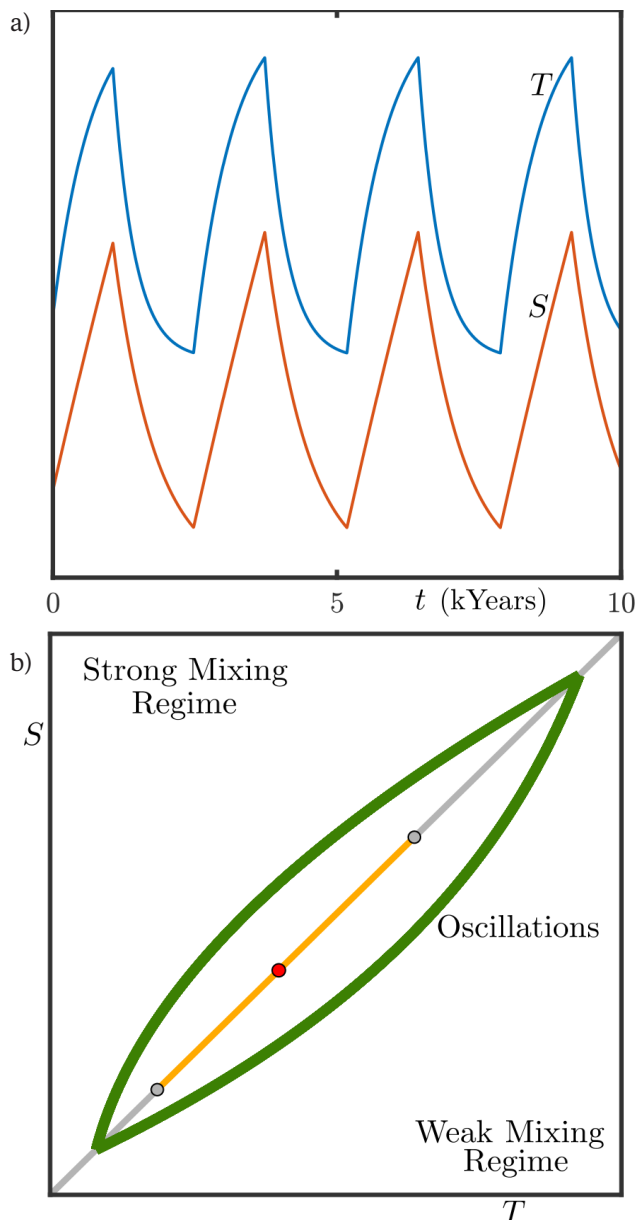 a)
T
S
0
5
t (kYears)
10
b)
Strong Mixing
Regime
S
Oscillations
Weak Mixing
Regime
T